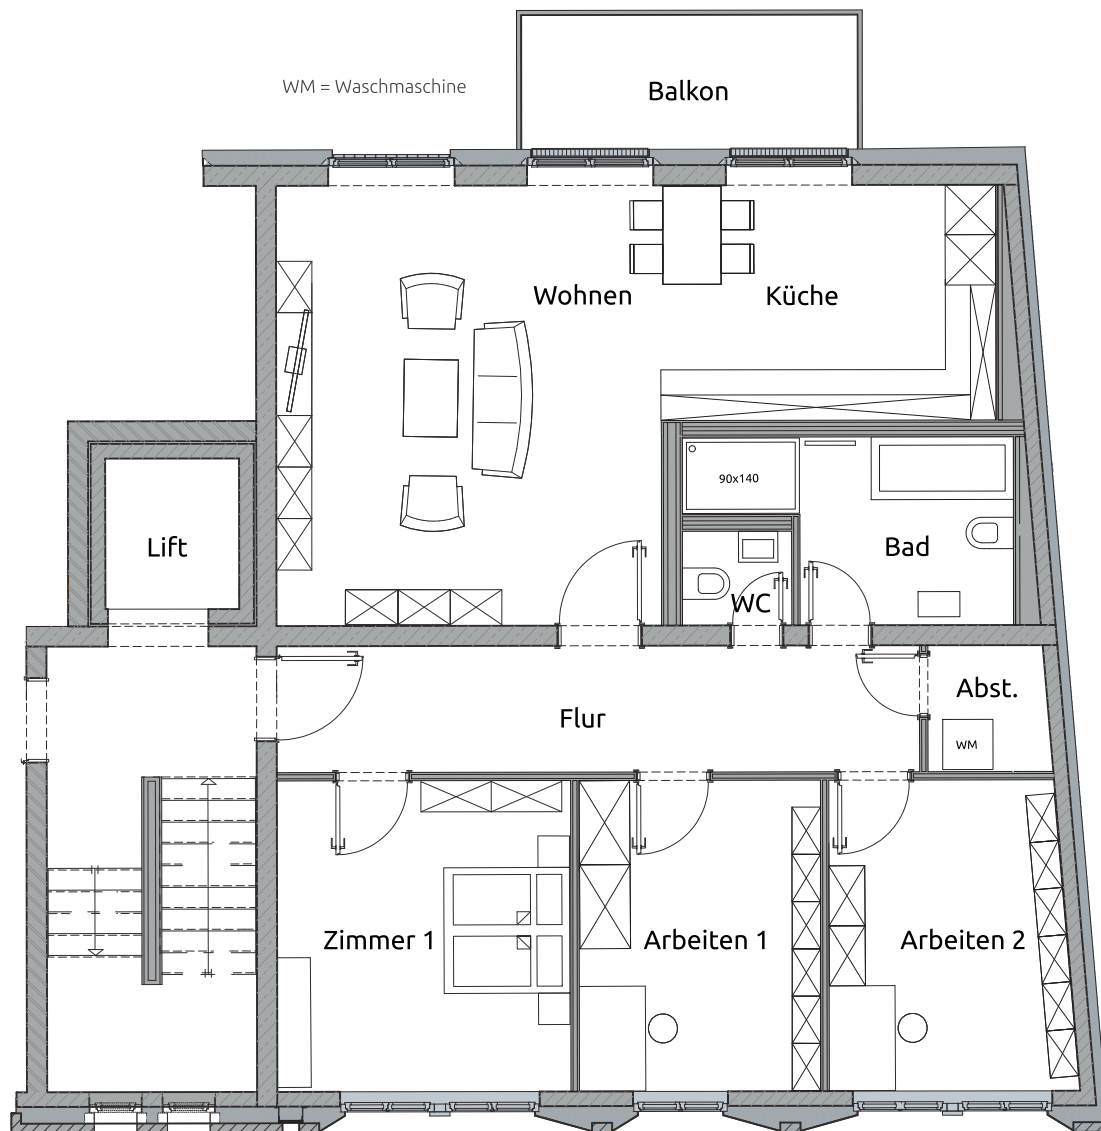 WM = Waschmaschine
Balkon
Wohnen
Küche
90x140
Lift
Bad
WC
Abst.
Flur
WM
Zimmer 1
Arbeiten 1
Arbeiten 2